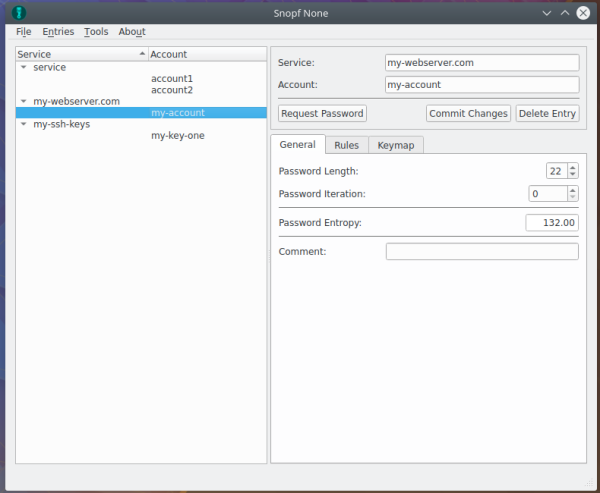 Snopf None
File Entries Tools About
Service Account
service
account1
account2
my-webserver.com
my-account
my-ssh-keys
my-key-one
Service: my-webserver.com
Account: my-account
Request Password Commit Changes Delete Entry
General Rules Keymap
Password Length: 22
Password Iteration: 0
Password Entropy: 132.00
Comment: